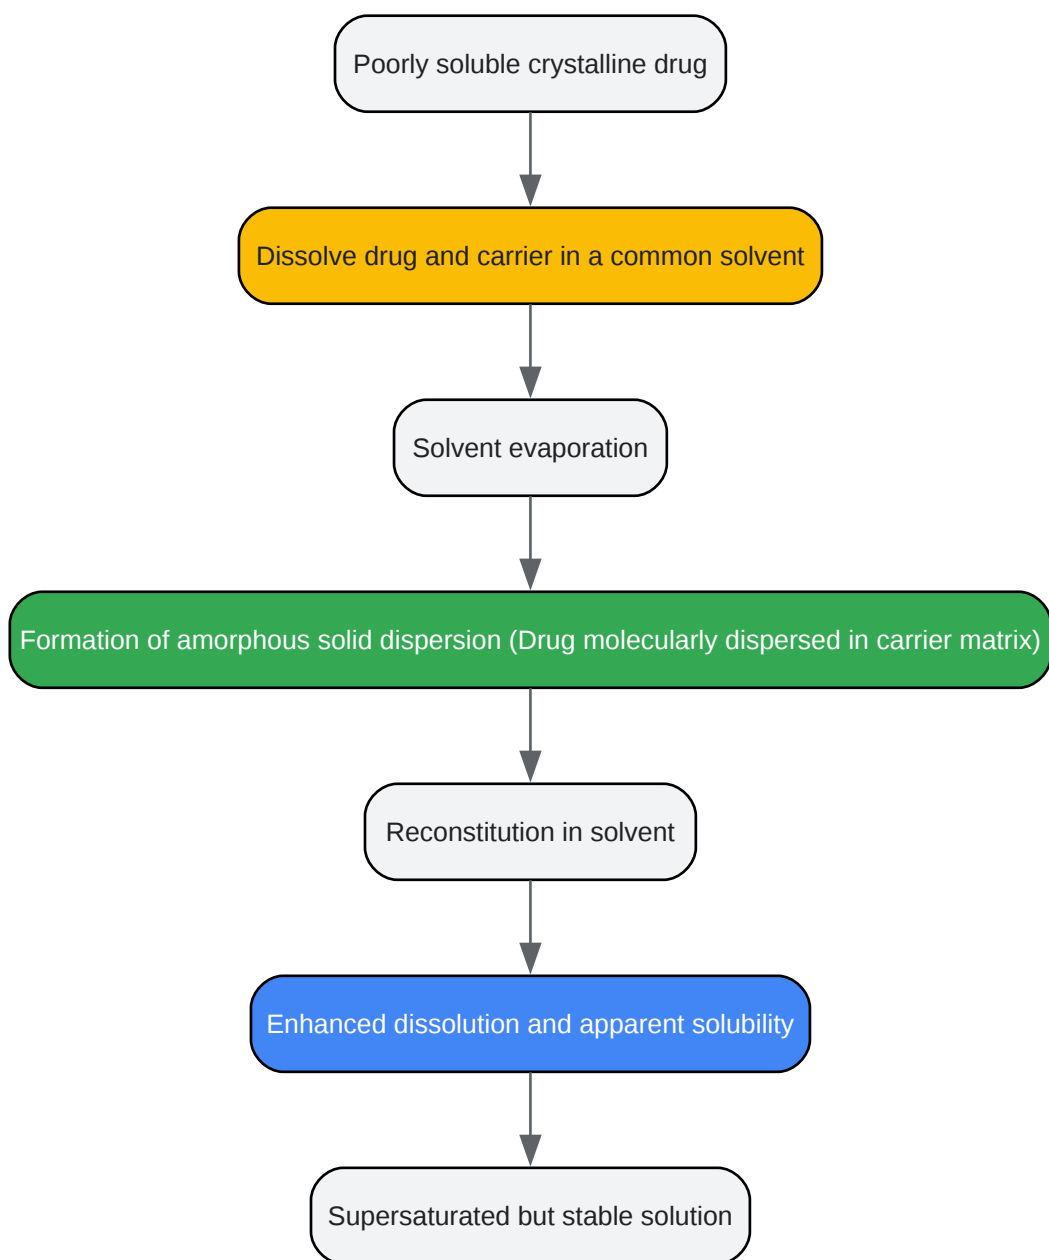 Poorly soluble crystalline drug
Dissolve drug and carrier in a common solvent
Solvent evaporation
Formation of amorphous solid dispersion (Drug molecularly dispersed in carrier matrix)
Reconstitution in solvent
Enhanced dissolution and apparent solubility
Supersaturated but stable solution